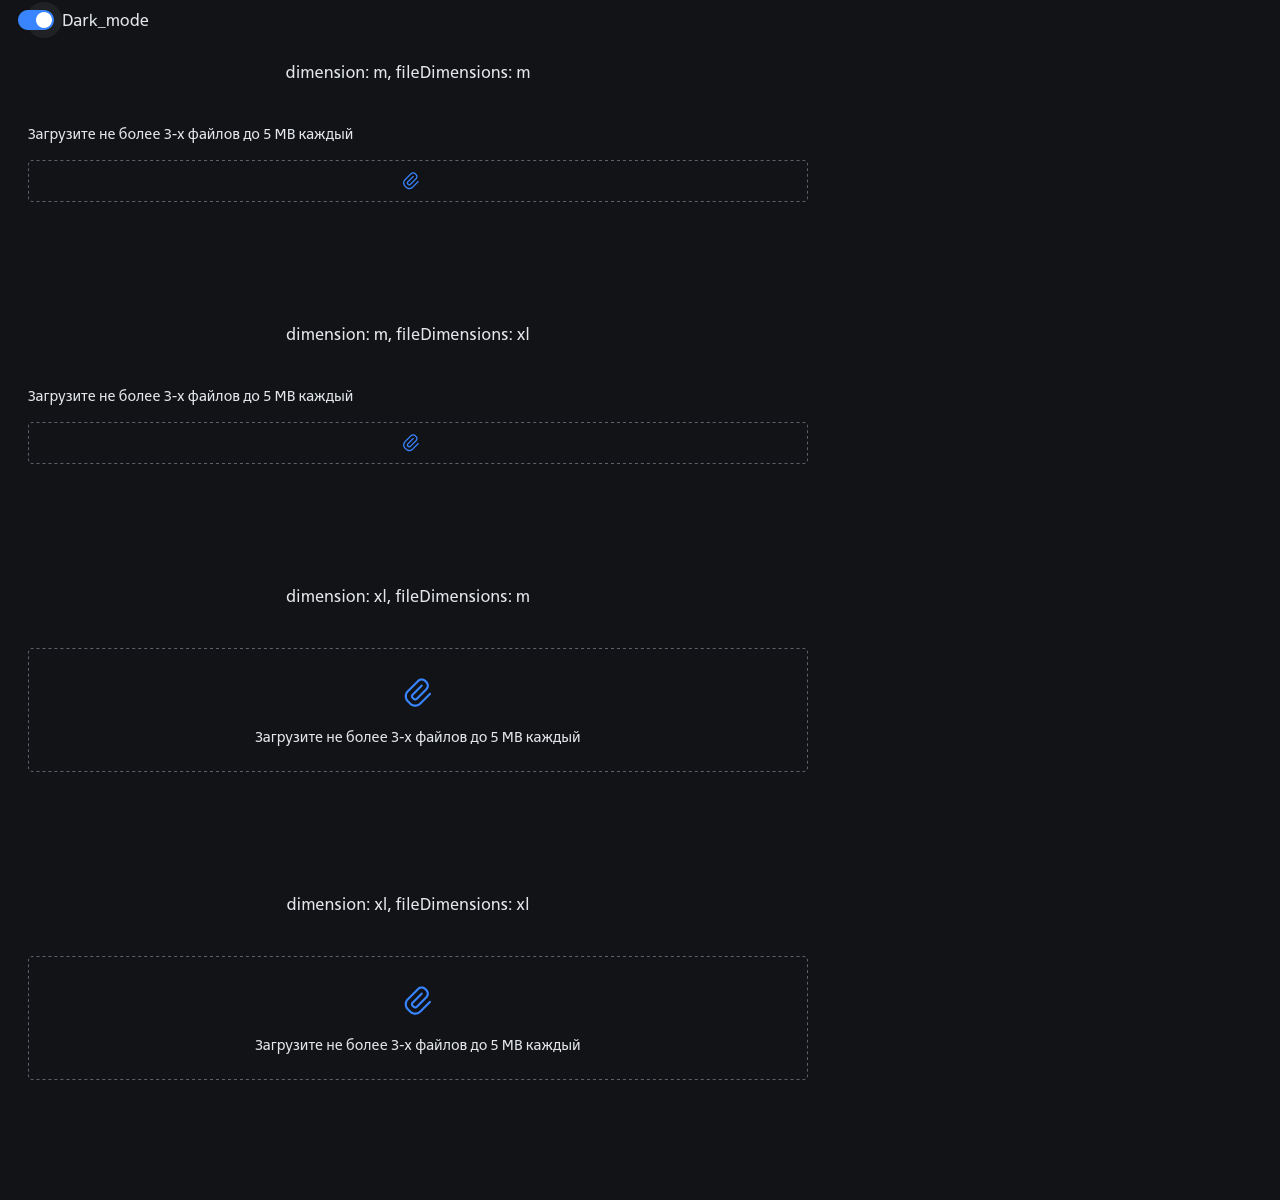 Dark_mode
dimension: m, fileDimensions: m
Загрузите не более 3-х файлов до 5 MB каждый
dimension: m, fileDimensions: xl
Загрузите не более 3-х файлов до 5 MB каждый
dimension: xl, fileDimensions: m
Загрузите не более 3-х файлов до 5 MB каждый
dimension: xl, fileDimensions: xl
Загрузите не более 3-х файлов до 5 MB каждый